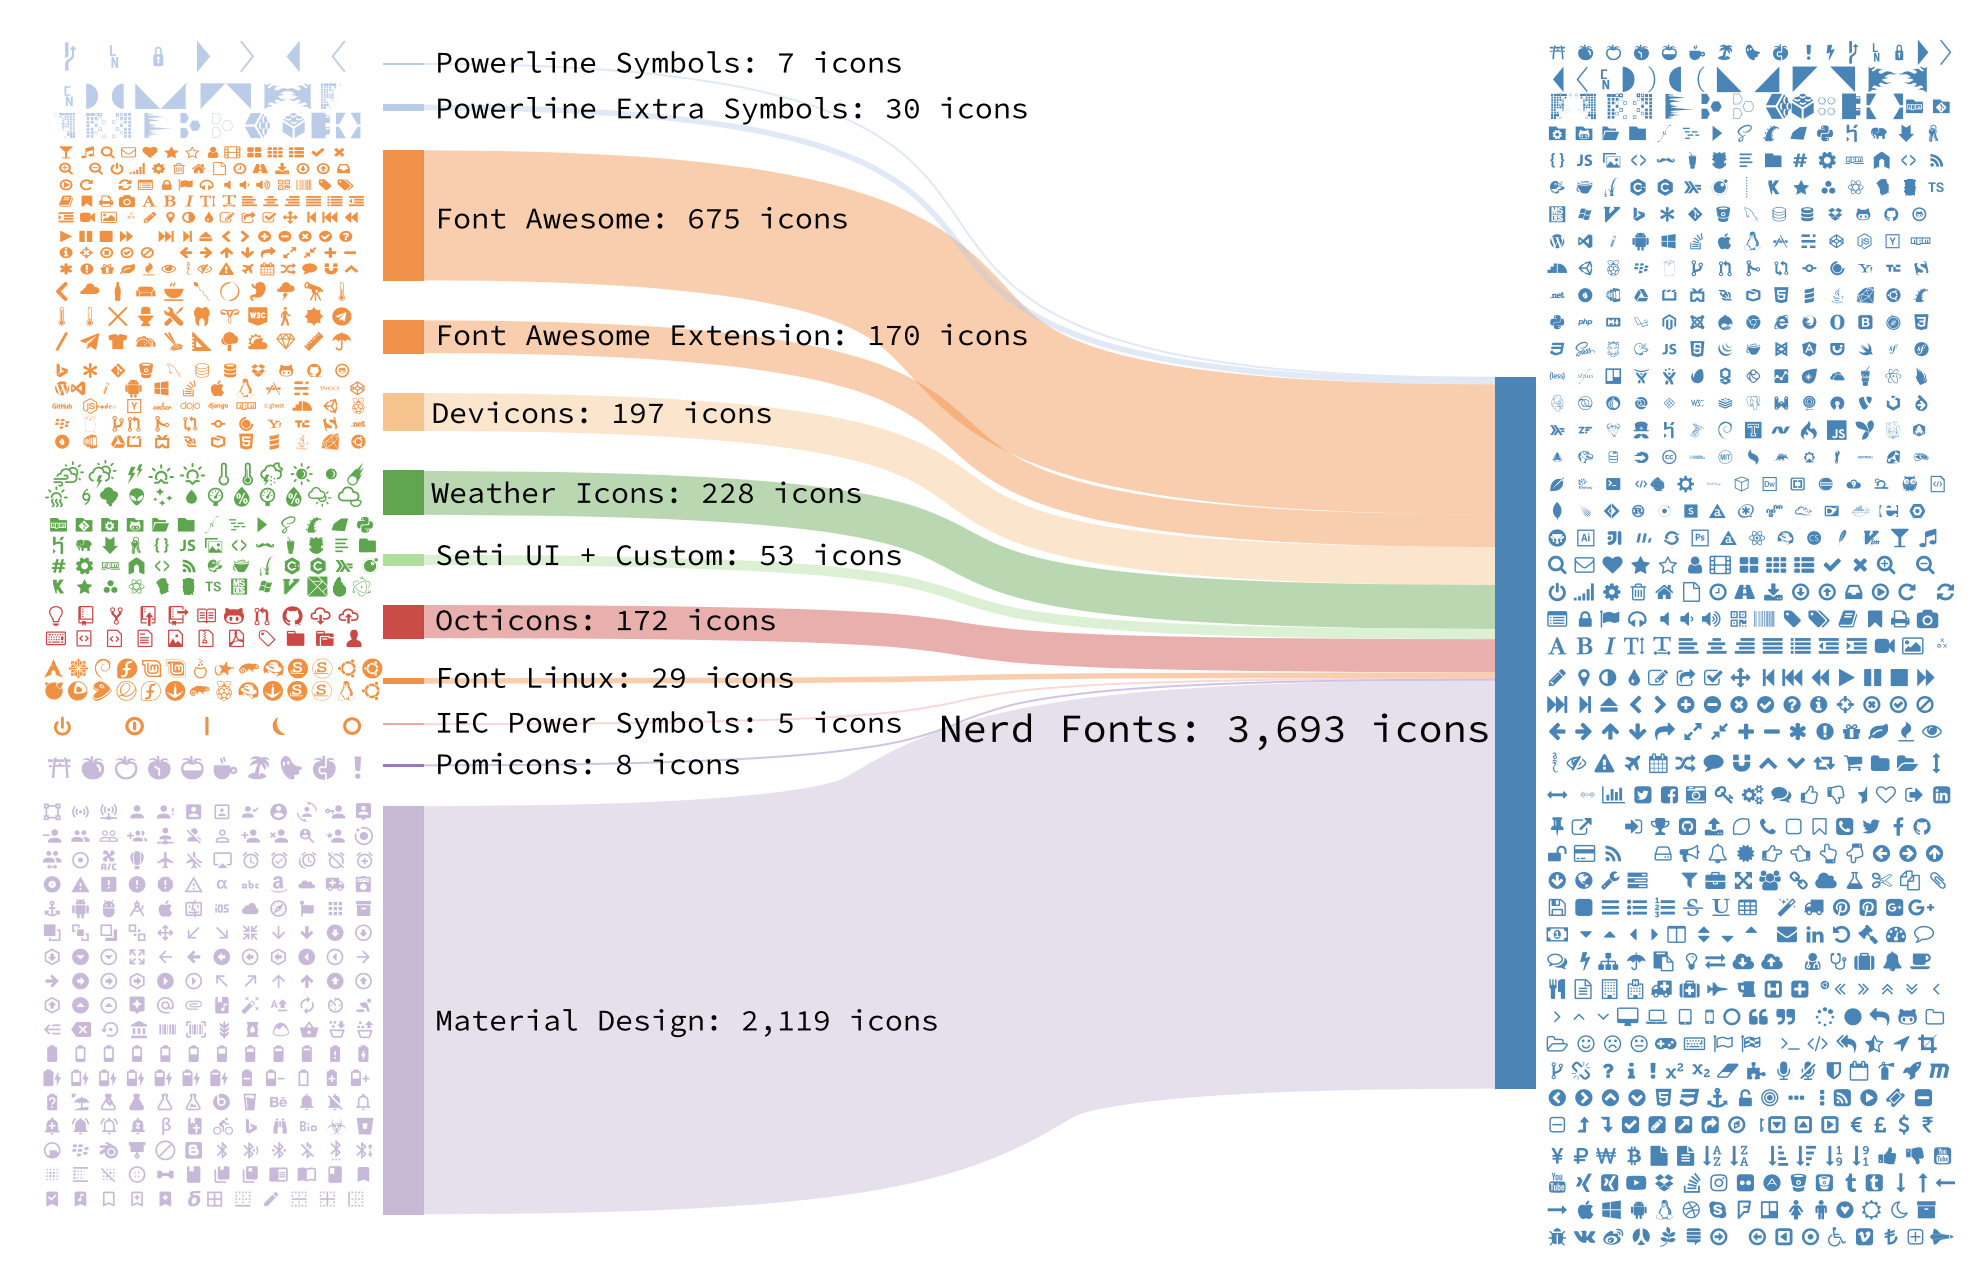 Powerline Symbols: 7 icons
Powerline Extra Symbols: 30 icons
Font Awesome: 675 icons
Font Awesome Extension: 170 icons
Devicons: 197 icons
Weather Icons: 228 icons
Seti UI + Custom: 53 icons
Octicons: 172 icons
Font Linux: 29 icons
IEC Power Symbols: 5 icons
Pomicons: 8 icons
Nerd Fonts: 3,693 icons
Material Design: 2,119 icons